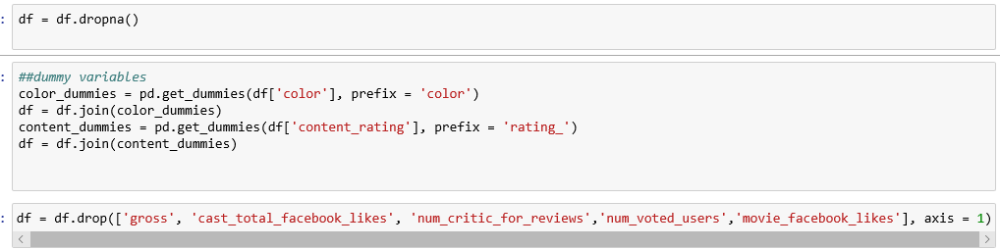 : df = df.dropna()
: ##dummy variables
color_dummies = pd.get_dummies(df['color'], prefix = 'color')
df = df.join(color_dummies)
content_dummies = pd.get_dummies(df['content_rating'], prefix = 'rating_')
df = df.join(content_dummies)
: df = df.drop(['gross', 'cast_total_facebook_likes', 'num_critic_for_reviews','num_voted_users','movie_facebook_likes'], axis = 1)